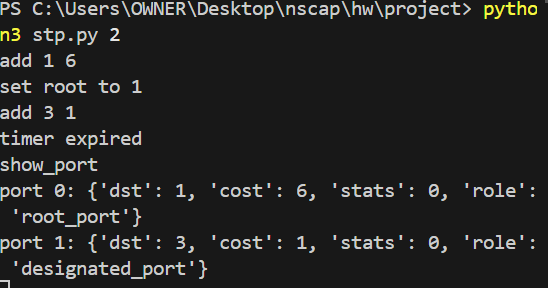 PS C:\Users\OWNER\Desktop\nscap\hw\project> pytho
n3 stp.py 2
add 1 6
set root to 1
add 3 1
timer expired
show_port
port 0: {'dst': 1, 'cost': 6, 'stats': 0, 'role':
 'root_port'}
port 1: {'dst': 3, 'cost': 1, 'stats': 0, 'role':
 'designated_port'}